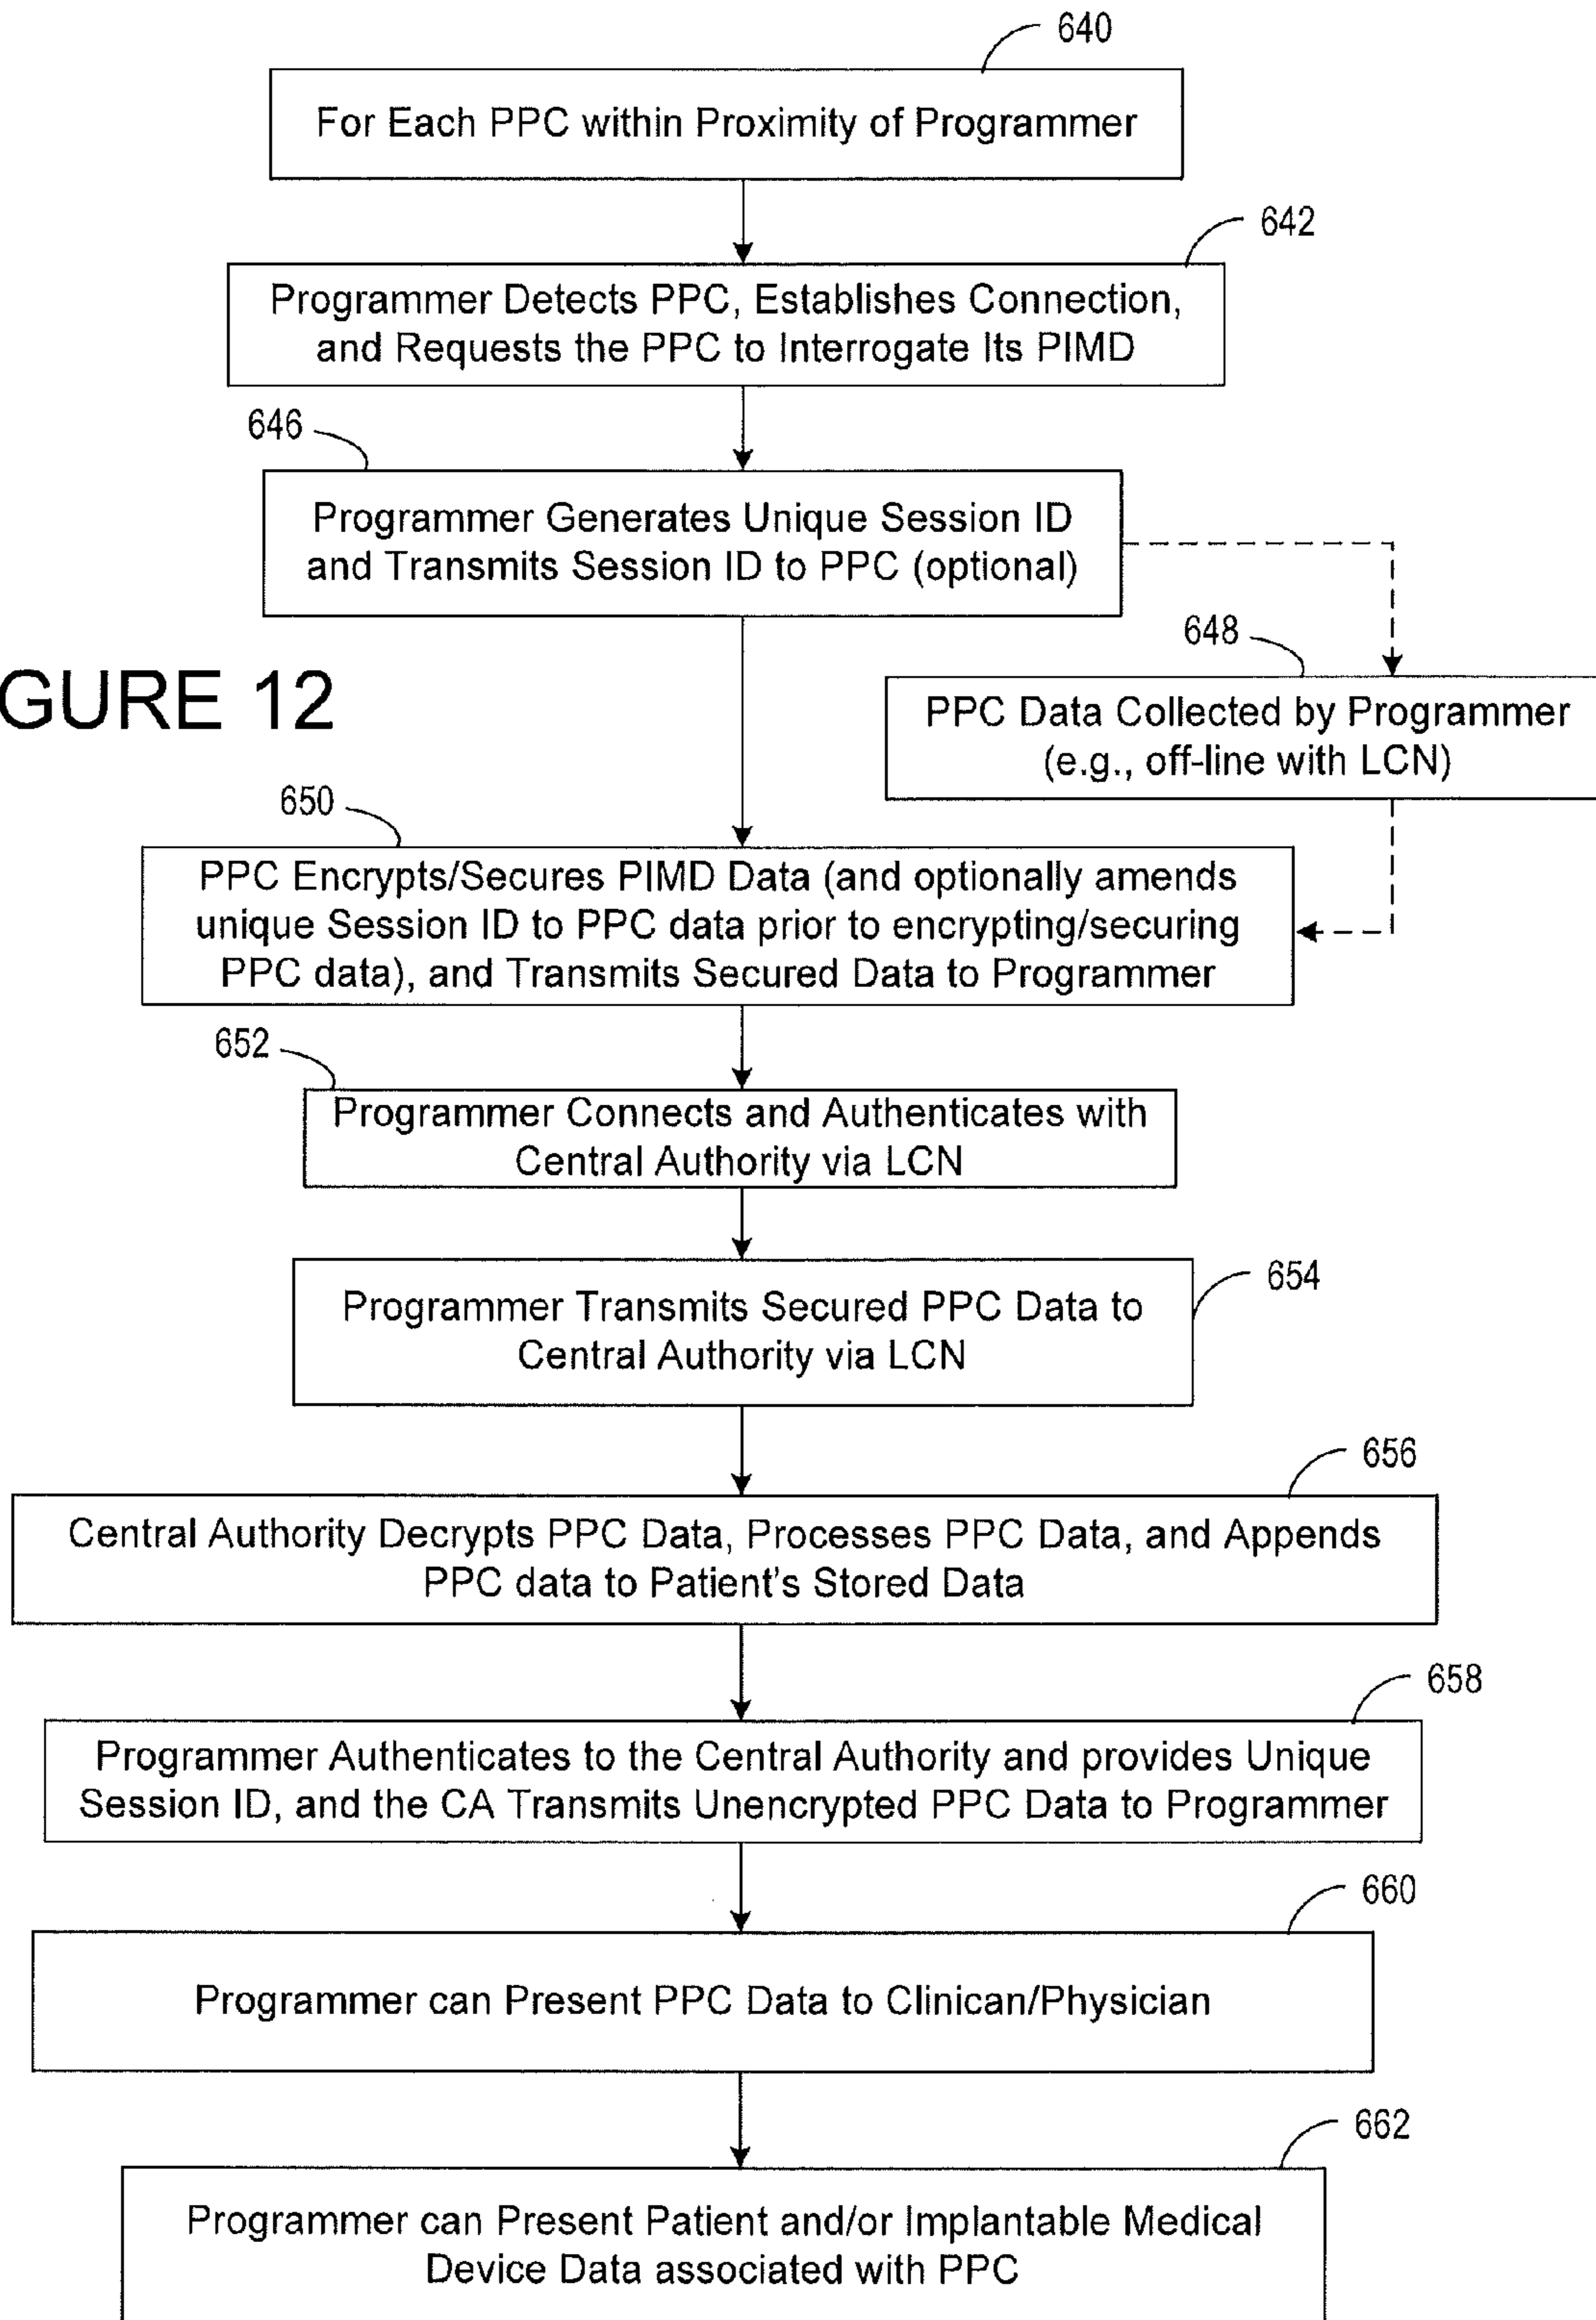 640
For Each PPC within Proximity of Programmer
642
Programmer Detects PPC, Establishes Connection,
and Requests the PPC to Interrogate Its PIMD
646
Programmer Generates Unique Session ID
and Transmits Session ID to PPC (optional)
648
GURE 12
PPC Data Collected by Programmer
(e.g., off-line with LCN)
650
PPC Encrypts/Secures PIMD Data (and optionally amends
unique Session ID to PPC data prior to encrypting/securing
PPC data), and Transmits Secured Data to Programmer
652
Programmer Connects and Authenticates with
Central Authority via LCN
654
Programmer Transmits Secured PPC Data to
Central Authority via LCN
656
Central Authority Decrypts PPC Data, Processes PPC Data, and Appends
PPC data to Patient's Stored Data
658
Programmer Authenticates to the Central Authority and provides Unique
Session ID, and the CA Transmits Unencrypted PPC Data to Programmer
660
Programmer can Present PPC Data to Clinican/Physician
662
Programmer can Present Patient and/or Implantable Medical
Device Data associated with PPC